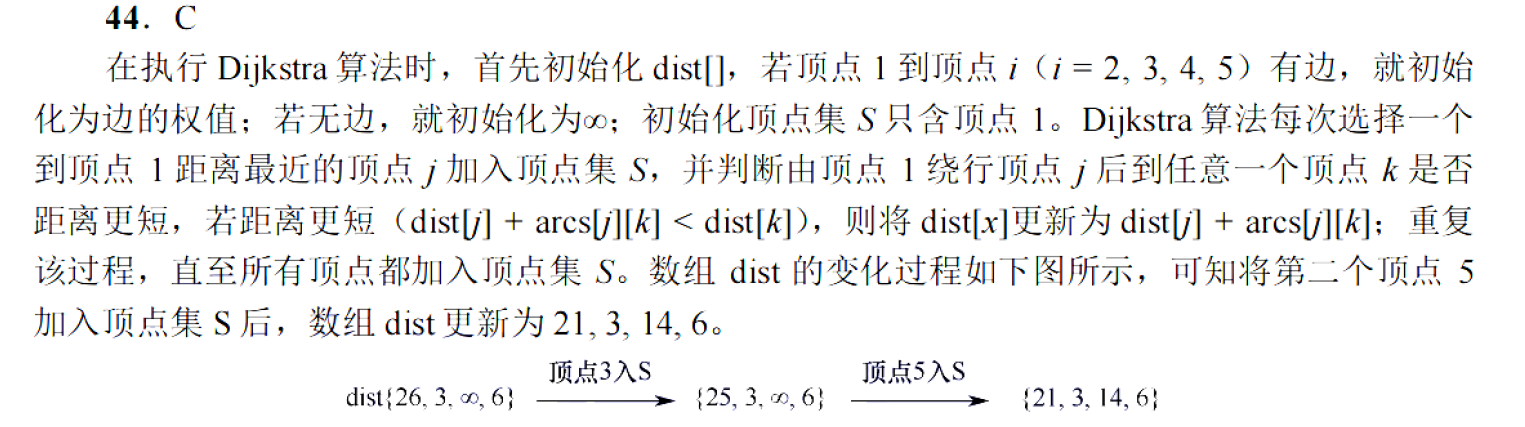 44．C
在执行 Dijkstra 算法时，首先初始化 dist[]，若顶点 1 到顶点 i（i = 2, 3, 4, 5）有边，就初始
化为边的权值；若无边，就初始化为∞；初始化顶点集 S 只含顶点 1。Dijkstra 算法每次选择一个
到顶点 1 距离最近的顶点 j 加入顶点集 S，并判断由顶点 1 绕行顶点 j 后到任意一个顶点 k 是否
距离更短，若距离更短（dist[j] + arcs[j][k] < dist[k]），则将 dist[x]更新为 dist[j] + arcs[j][k]；重复
该过程，直至所有顶点都加入顶点集 S。数组 dist 的变化过程如下图所示，可知将第二个顶点 5
加入顶点集 S 后，数组 dist 更新为 21, 3, 14, 6。
顶点3入S 顶点5入S
dist{26, 3, ∞, 6} {25, 3, ∞, 6} {21, 3, 14, 6}